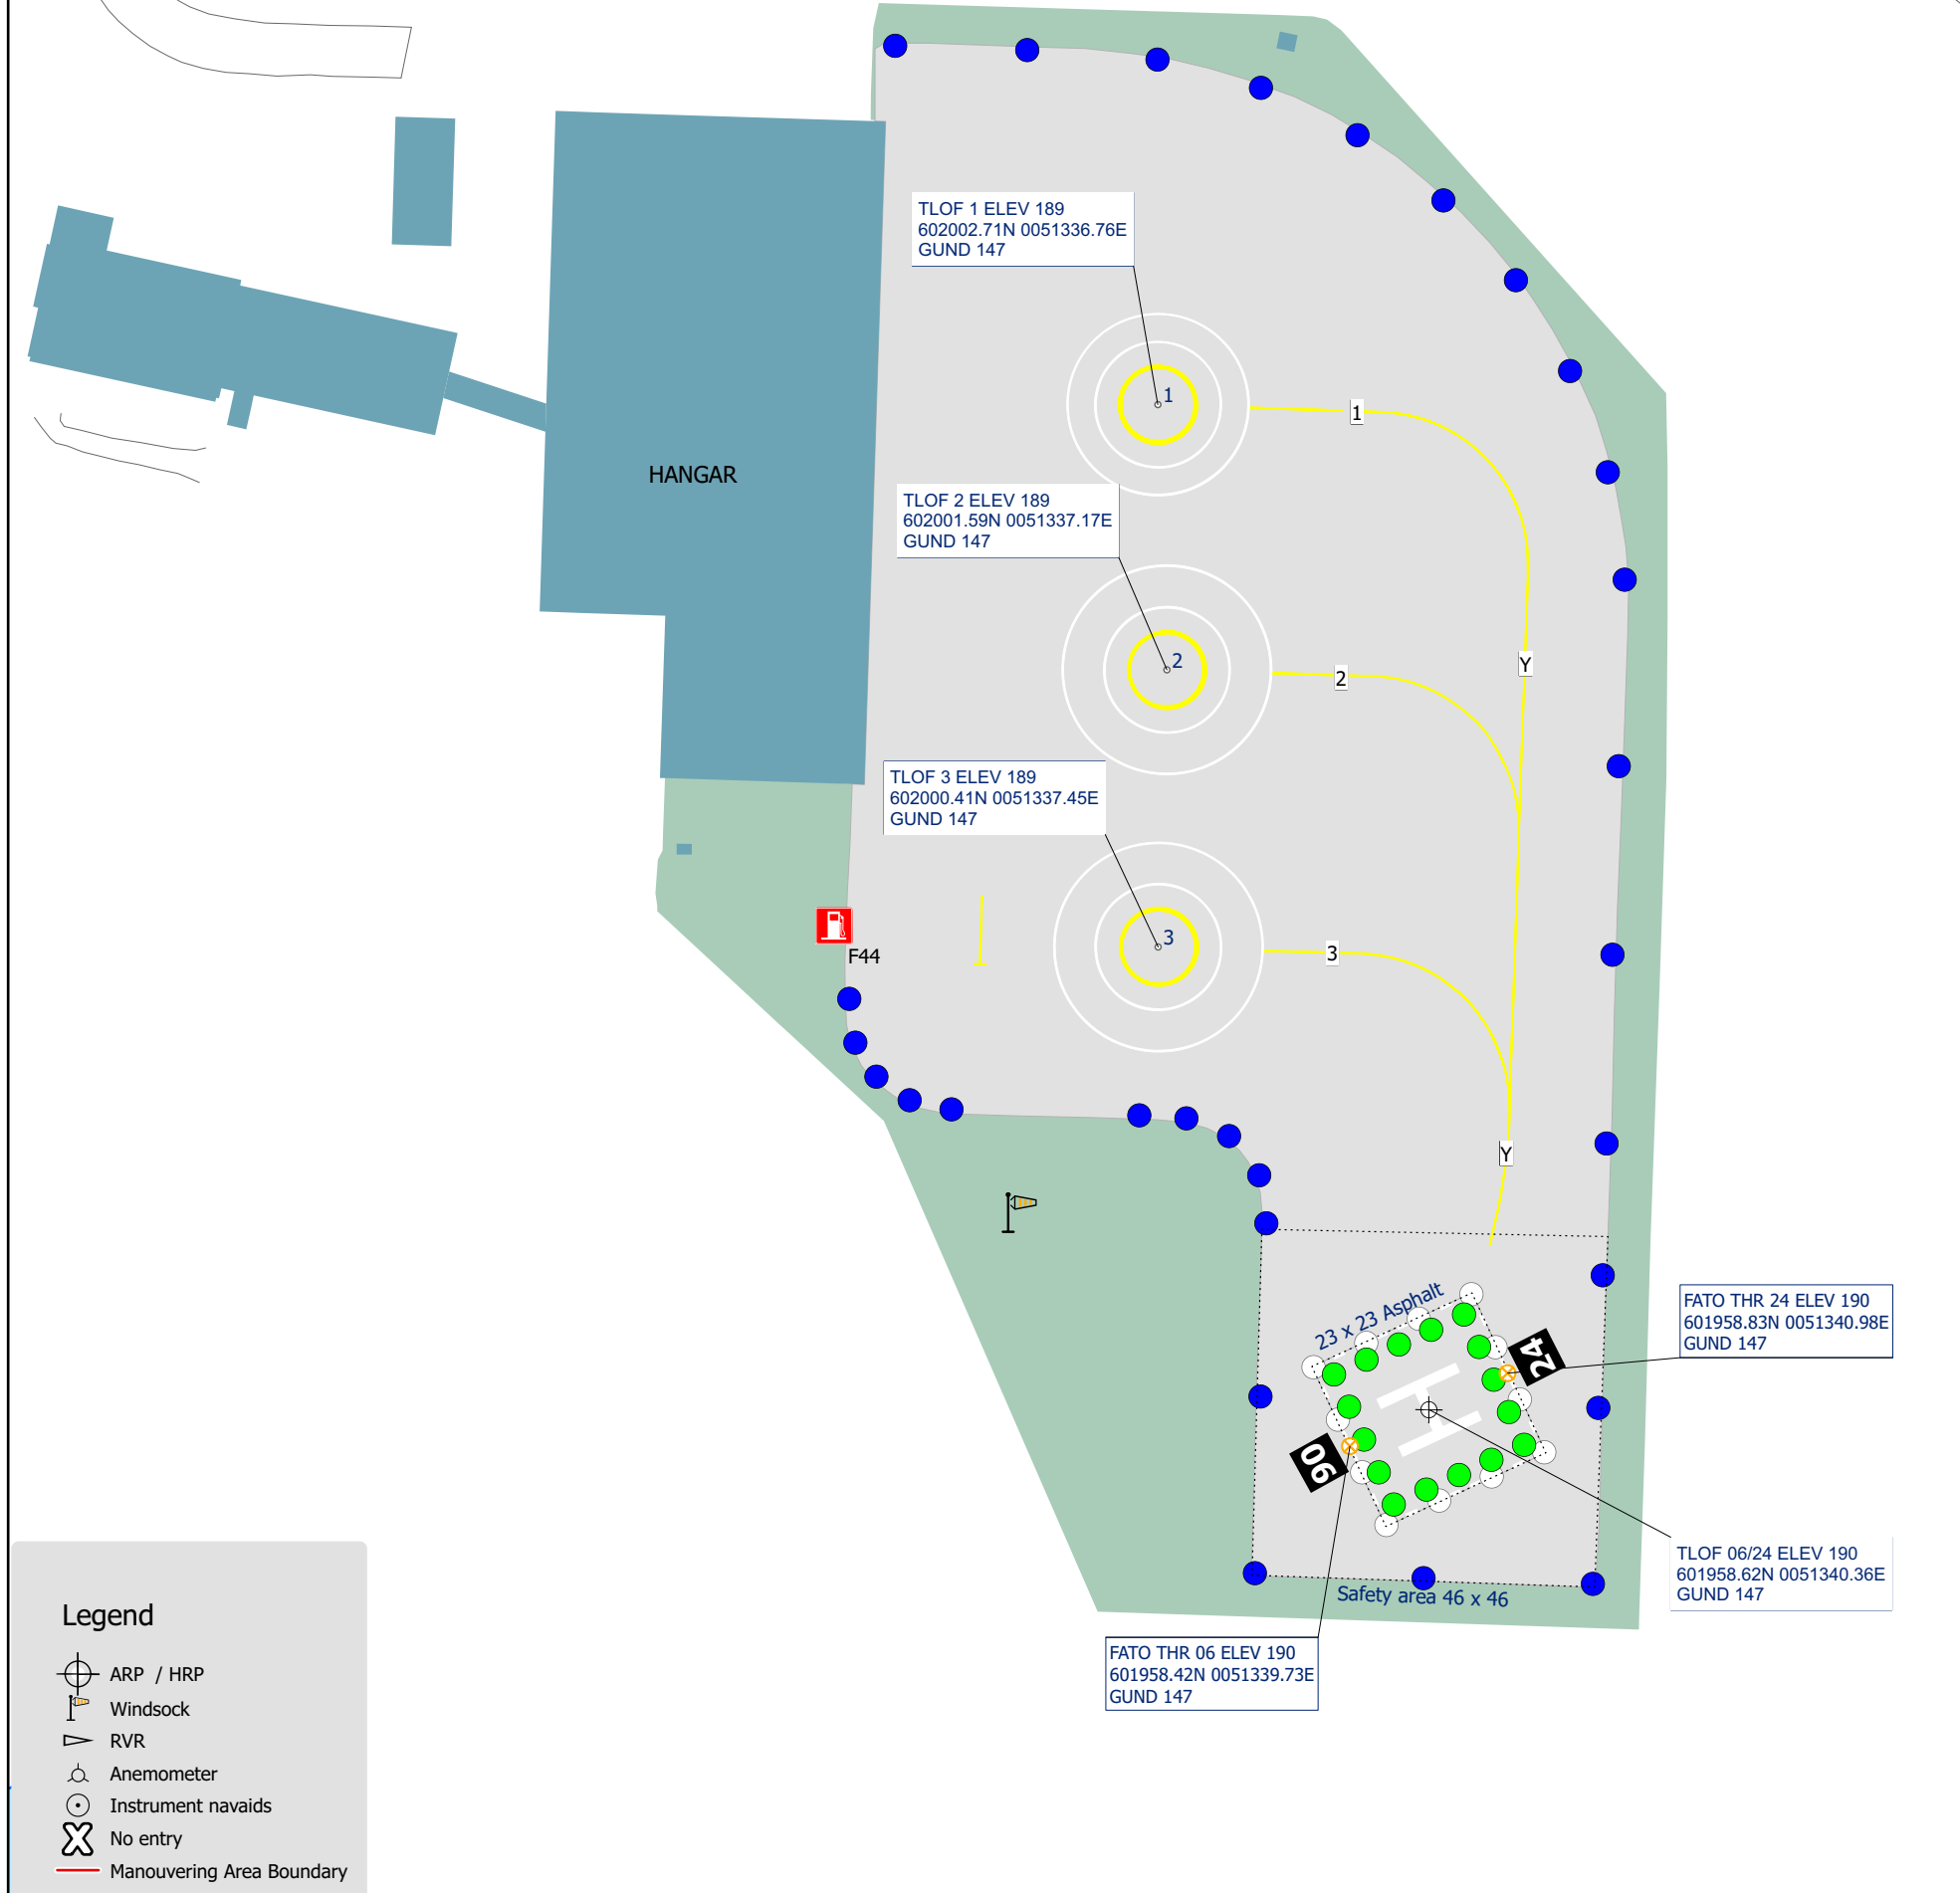 TLOF 1 ELEV 189
602002.71N 0051336.76E
GUND 147
1
1
HANGAR
TLOF 2 ELEV 189
602001.59N 0051337.17E
GUND 147
2
2
Y
TLOF 3 ELEV 189
602000.41N 0051337.45E
GUND 147
3
3
F44
Y
23 x 23 Asphalt
24
FATO THR 24 ELEV 190
601958.83N 0051340.98E
GUND 147
H
06
TLOF 06/24 ELEV 190
601958.62N 0051340.36E
GUND 147
Safety area 46 x 46
FATO THR 06 ELEV 190
601958.42N 0051339.73E
GUND 147
Legend
ARP / HRP
Windsock
RVR
Anemometer
Instrument navaids
No entry
Manouvering Area Boundary